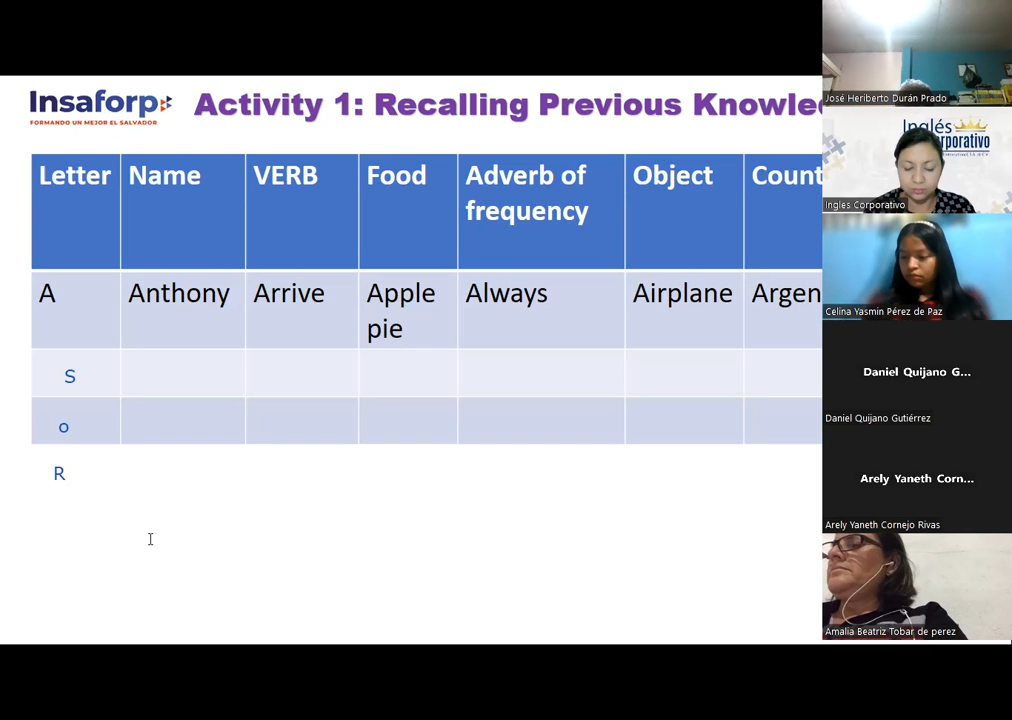 Insaforp
FORMANDO UN MEJOR EL SALVADOR
Activity 1: Recalling Previous Knowle
Letter Name VERB Food Adverb of frequency Object Count
A Anthony Arrive Apple pie Always Airplane Argen
S
o
R
José Heriberto Durán Prado
Inglés
Ingles Corporativo
Celina Yasmin Pérez de Paz
Daniel Quijano G...
Daniel Quijano Gutiérrez
Arely Yaneth Corn...
Arely Yaneth Cornejo Rivas
Amalia Beatriz Tobar de perez